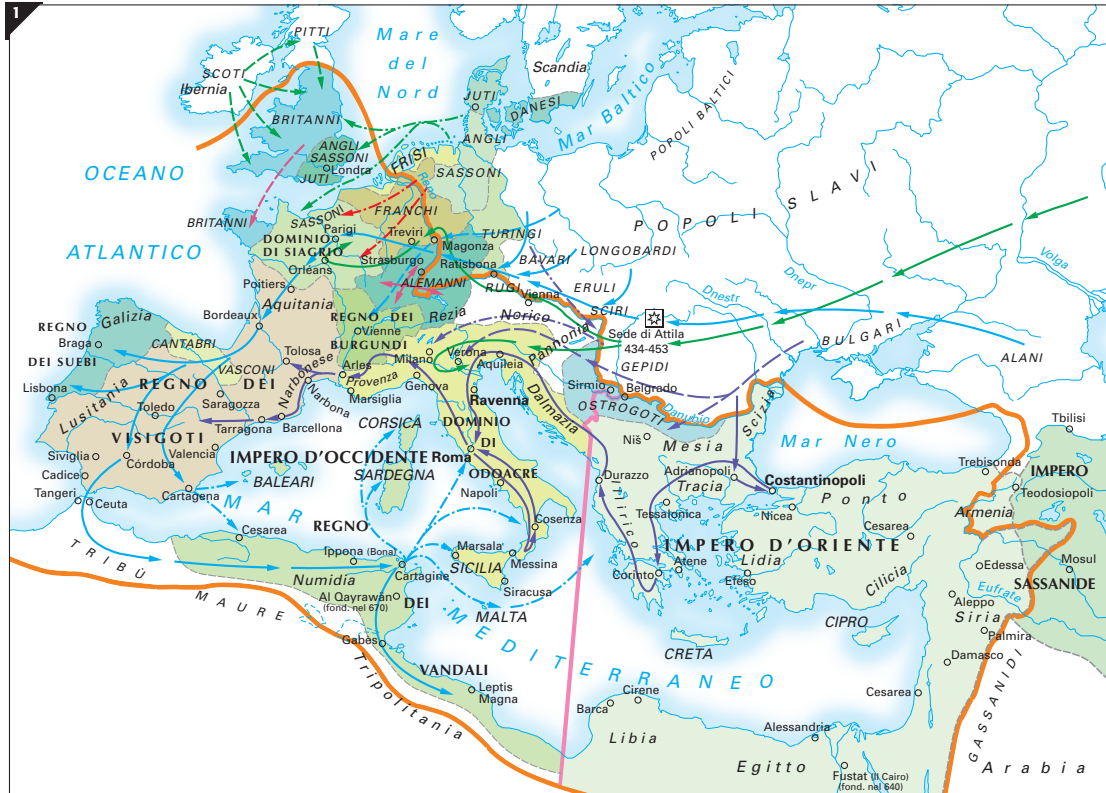 1
PITTI
SCOTI
Ibernia
Mare
del
Nord
Scandia
JUTI
DANESI
ANGLI
Mar Baltico
POPOLI BALTICI
BRITANNI
ANGLI
SASSONI
Londra
JUTI
FRISI
SASSONI
Reno
OCEANO
ATLANTICO
BRITANNI
SASSONI
FRANCHI
POPOLI SLAVI
Parigi
Treviri
Magonza
TURINGI
DOMINIO
DI SIAGRIO
Strasburgo
Ratisbona
BAVARI
LONGOBARDI
Orléans
ALEMANNI
RUGI
ERULI
Vienna
SCIRI
Dnestr
Dnepr
Volga
Poitiers
Aquitania
Bordeaux
REGNO DEI
BURGUNDI
Vienne
Rezia
Norico
Pannonia
Sede di Attila
434-453
GEPIDI
BULGARI
ALANI
REGNO
DEI SUEBI
Galizia
Braga
CANTABRI
VASCONI
Tolosa
Narbonese
Arles
Provenza
Milano
Verona
Aquileia
Genova
Marsiglia
Narbona
Sirmio
Belgrado
OSTROGOTI
Danubio
Scizia
Lisbona
Lusitania
REGNO DEI
VISIGOTI
Toledo
Saragozza
Tarragona
Barcellona
Valencia
Ravenna
Dalmazia
DOMINIO
DI
ODOACRE
CORSICA
Niš
Mesia
Mar Nero
Tbilisi
Siviglia
Córdoba
Cadice
Tangeri
Ceuta
Cartagena
BALEARI
IMPERO D'OCCIDENTE
SARDEGNA
Roma
Napoli
Durazzo
Illirico
Adrianopoli
Tracia
Costantinopoli
Trebisonda
IMPERO
Teodosiopoli
Tessalonica
Nicea
Ponto
Armenia
Cesarea
REGNO
Cosenza
IMPERO D'ORIENTE
Cesarea
Edessa
Mosul
SASSANIDE
TRIBÙ
MAURE
Ippona (Bona)
Numidia
Cartagine
Marsala
SICILIA
Messina
Siracusa
Corinto
Atene
Lidia
Efeso
Cilicia
Eufrate
Al Qayrawān
(fond. nel 670)
DEI
MALTA
Aleppo
Siria
CIPRO
Palmira
Gabès
CRETA
Damasco
MAR MEDITERRANEO
VANDALI
Tripolitania
Leptis
Magna
Cirene
Barca
Cesarea
GASSANIDI
Libia
Alessandria
Egitto
Arabia
Fustat (Il Cairo)
(fond. nel 640)